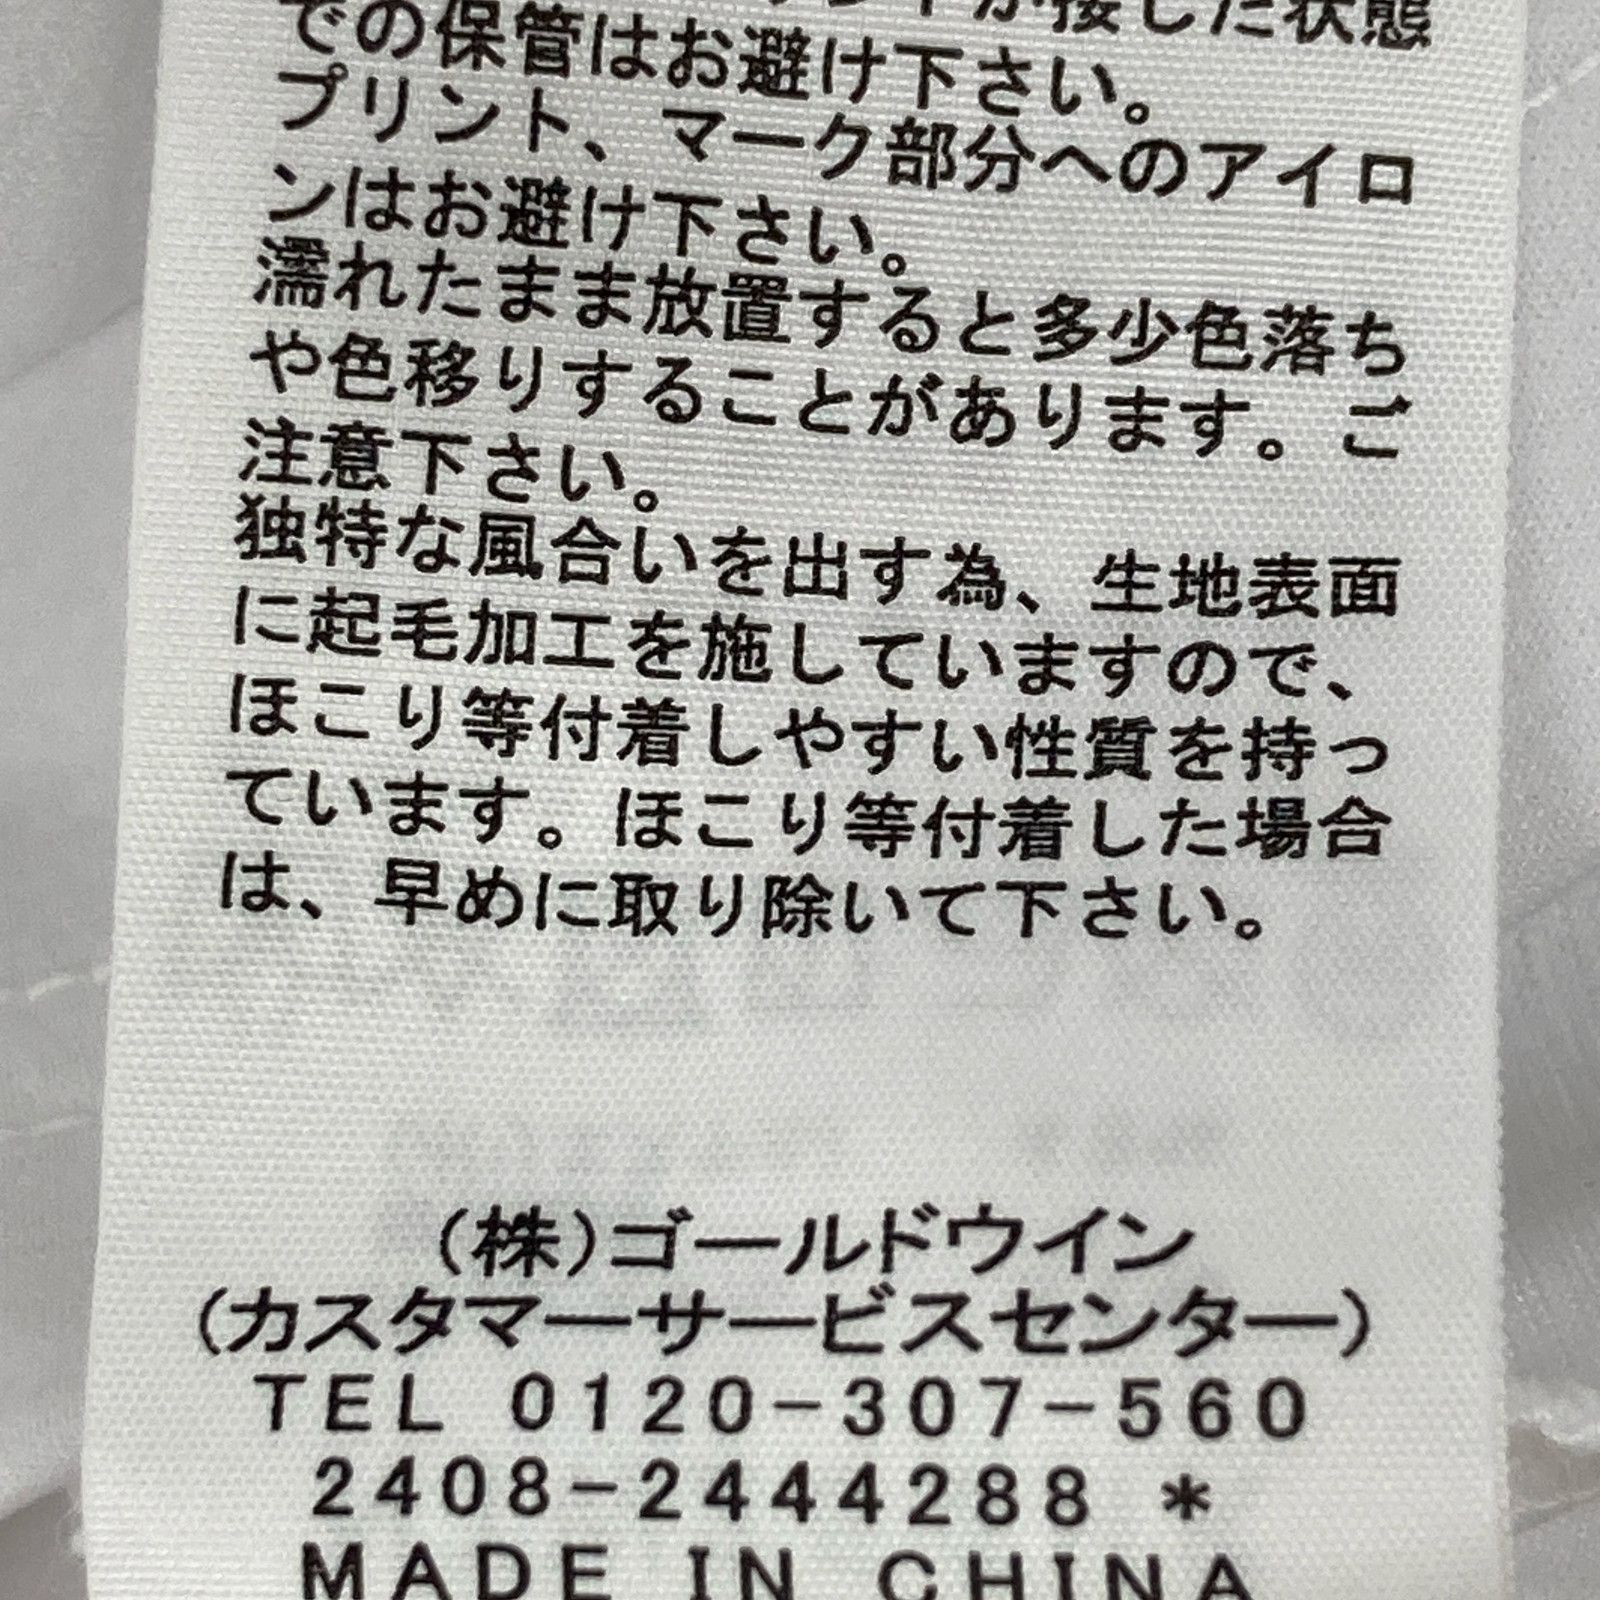 が接した状態
での保管はお避け下さい。
プリント、マーク部分へのアイロ
ンはお避け下さい。
濡れたまま放置すると多少色落ち
や色移りすることがあります。ご
注意下さい。
独特な風合いを出す為、生地表面
に起毛加工を施していますので、
ほこり等付着しやすい性質を持っ
ています。ほこり等付着した場合
は、早めに取り除いて下さい。
(株)ゴールドウイン
(カスタマーサービスセンター)
TEL 0120-307-560
2408-2444288 *
MADE IN CHINA